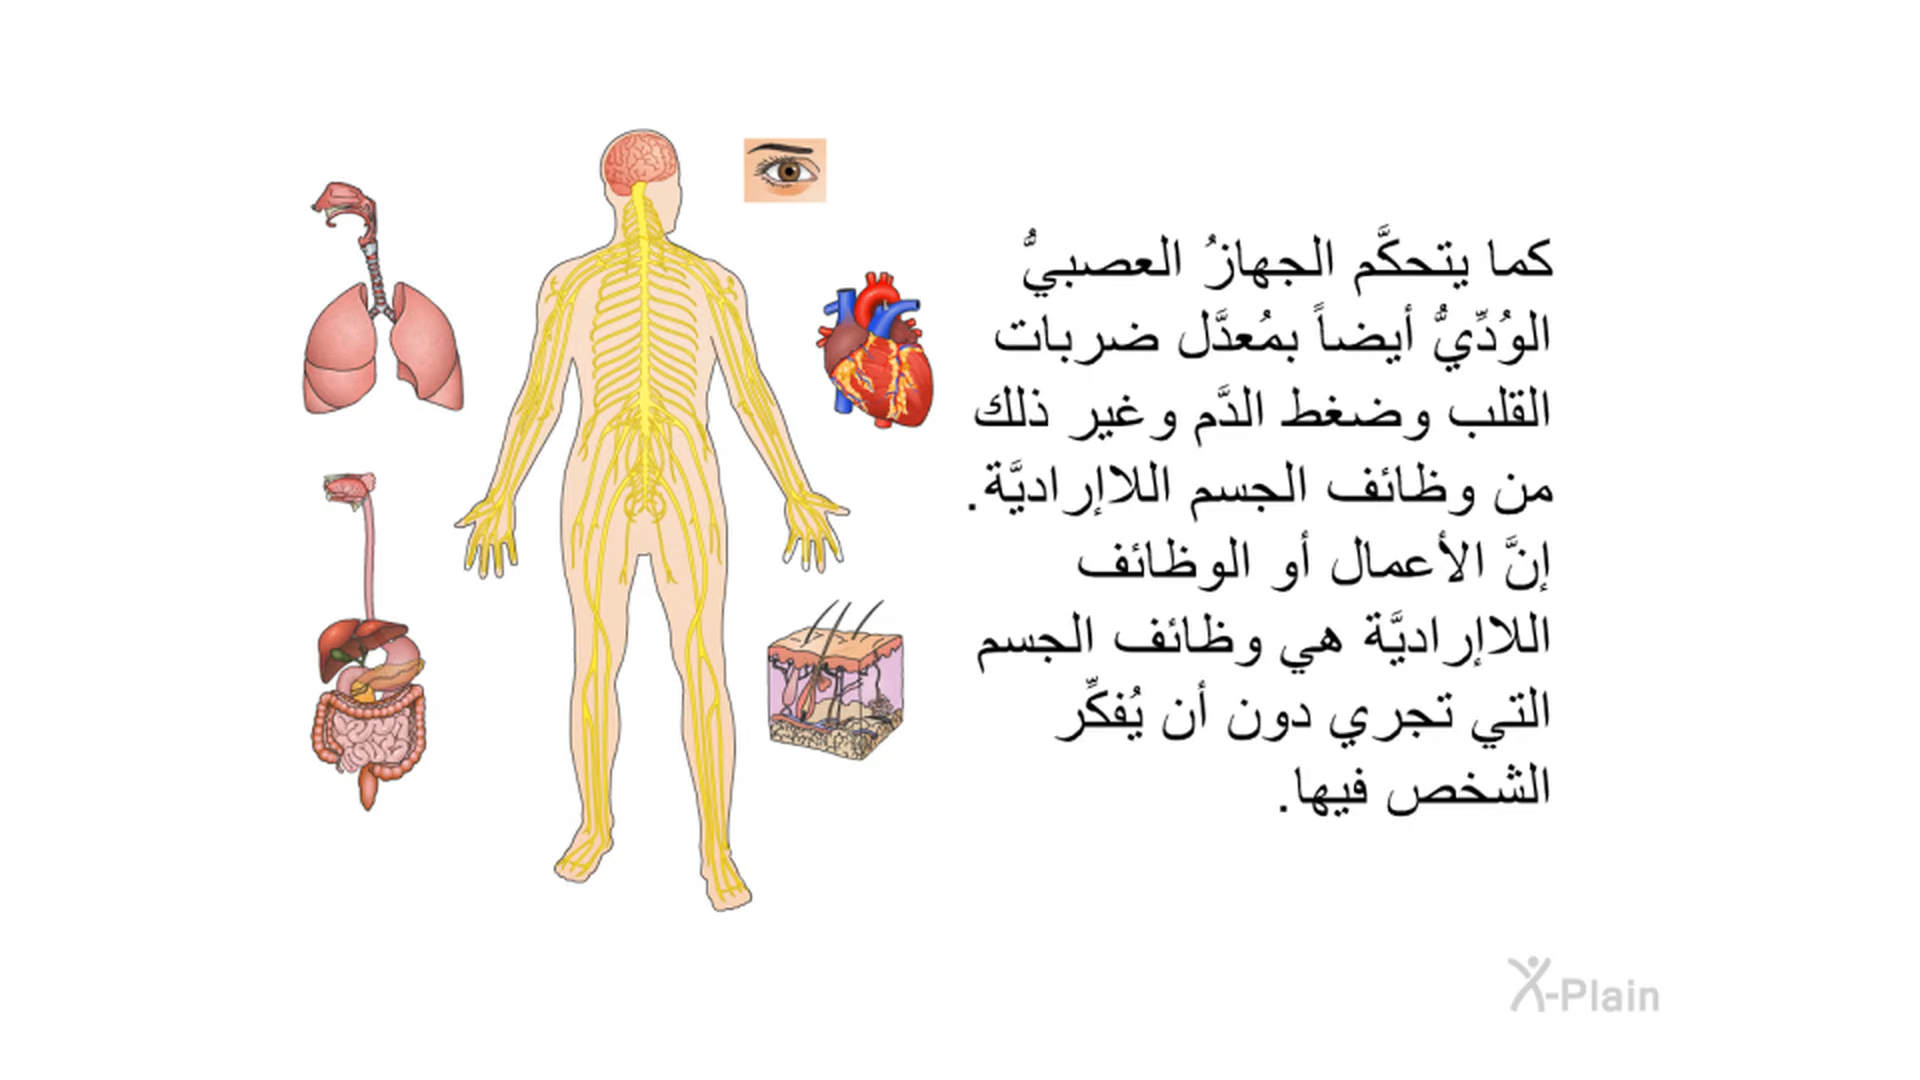 كما يتحكَّم الجهازُ العصبيُّ
الوُدِّيُّ أيضاً بمُعدَّل ضربات
القلب وضغط الدَّم وغير ذلك
من وظائف الجسم اللاإراديَّة.
إنَّ الأعمال أو الوظائف
اللاإراديَّة هي وظائف الجسم
التي تجري دون أن يُفكِّر
الشخص فيها.
X-Plain